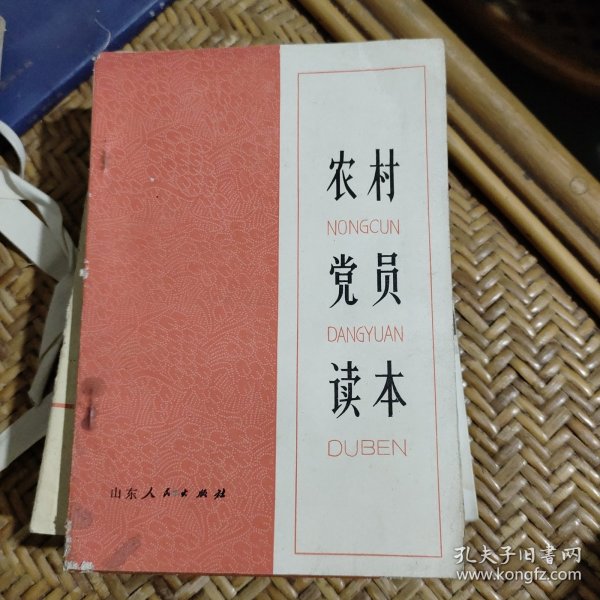 农村
NONGCUN
党员
DANGYUAN
读本
DUBEN
山东人民出版社
孔夫子旧书网
www.kongfz.com